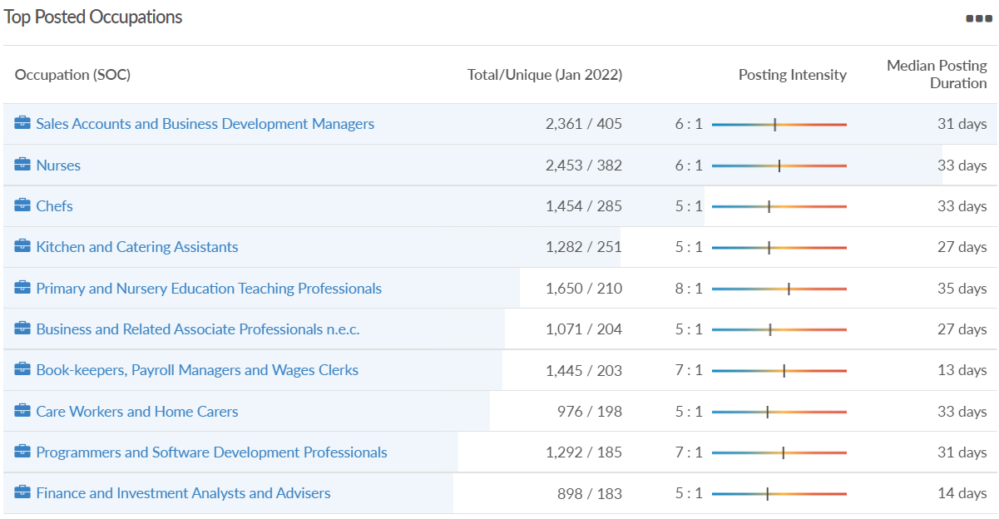 Top Posted Occupations
Occupation (SOC) Total/Unique (Jan 2022) Posting Intensity Median Posting Duration
Sales Accounts and Business Development Managers 2,361 / 405 6 : 1 31 days
Nurses 2,453 / 382 6 : 1 33 days
Chefs 1,454 / 285 5 : 1 33 days
Kitchen and Catering Assistants 1,282 / 251 5 : 1 27 days
Primary and Nursery Education Teaching Professionals 1,650 / 210 8 : 1 35 days
Business and Related Associate Professionals n.e.c. 1,071 / 204 5 : 1 27 days
Book-keepers, Payroll Managers and Wages Clerks 1,445 / 203 7 : 1 13 days
Care Workers and Home Carers 976 / 198 5 : 1 33 days
Programmers and Software Development Professionals 1,292 / 185 7 : 1 31 days
Finance and Investment Analysts and Advisers 898 / 183 5 : 1 14 days